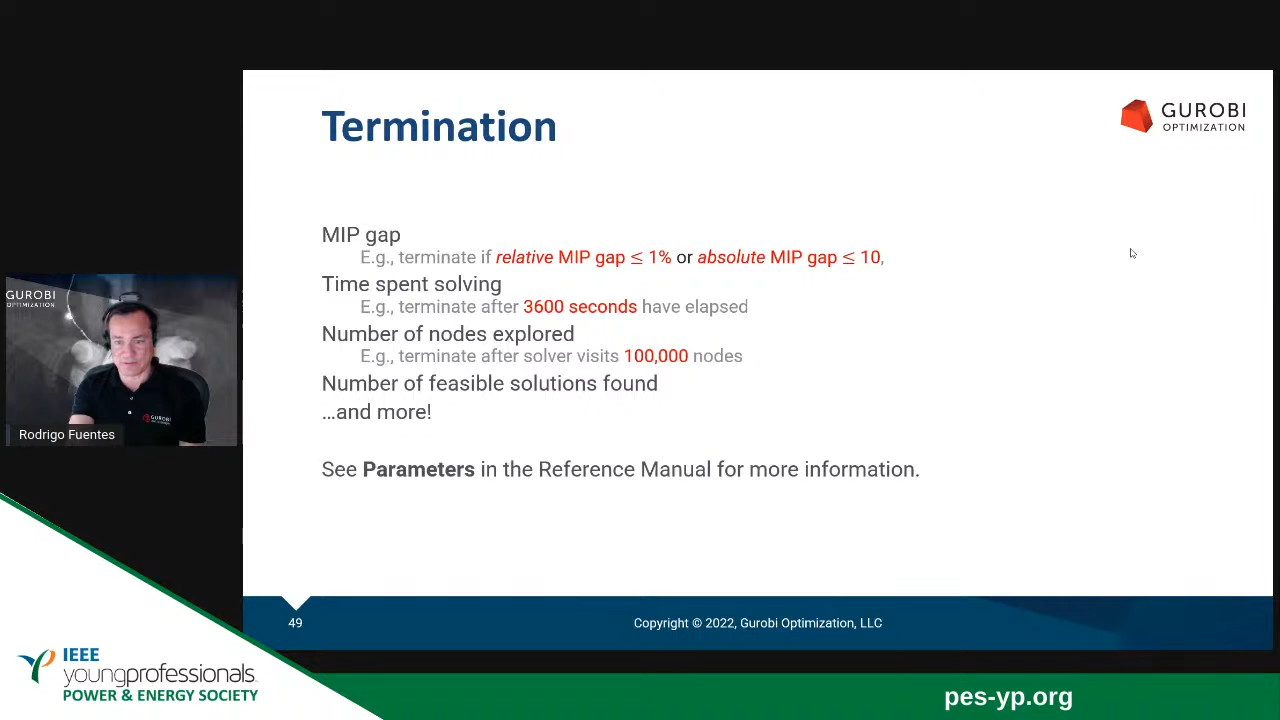 Termination
GUROBI
OPTIMIZATION
MIP gap
E.g., terminate if relative MIP gap ≤ 1% or absolute MIP gap ≤ 10,
Time spent solving
E.g., terminate after 3600 seconds have elapsed
Number of nodes explored
E.g., terminate after solver visits 100,000 nodes
Number of feasible solutions found
...and more!
See Parameters in the Reference Manual for more information.
GUROBI
OPTIMIZATION
GUROBI
Rodrigo Fuentes
49
Copyright © 2022, Gurobi Optimization, LLC
IEEE
youngprofessionals
POWER & ENERGY SOCIETY
pes-yp.org